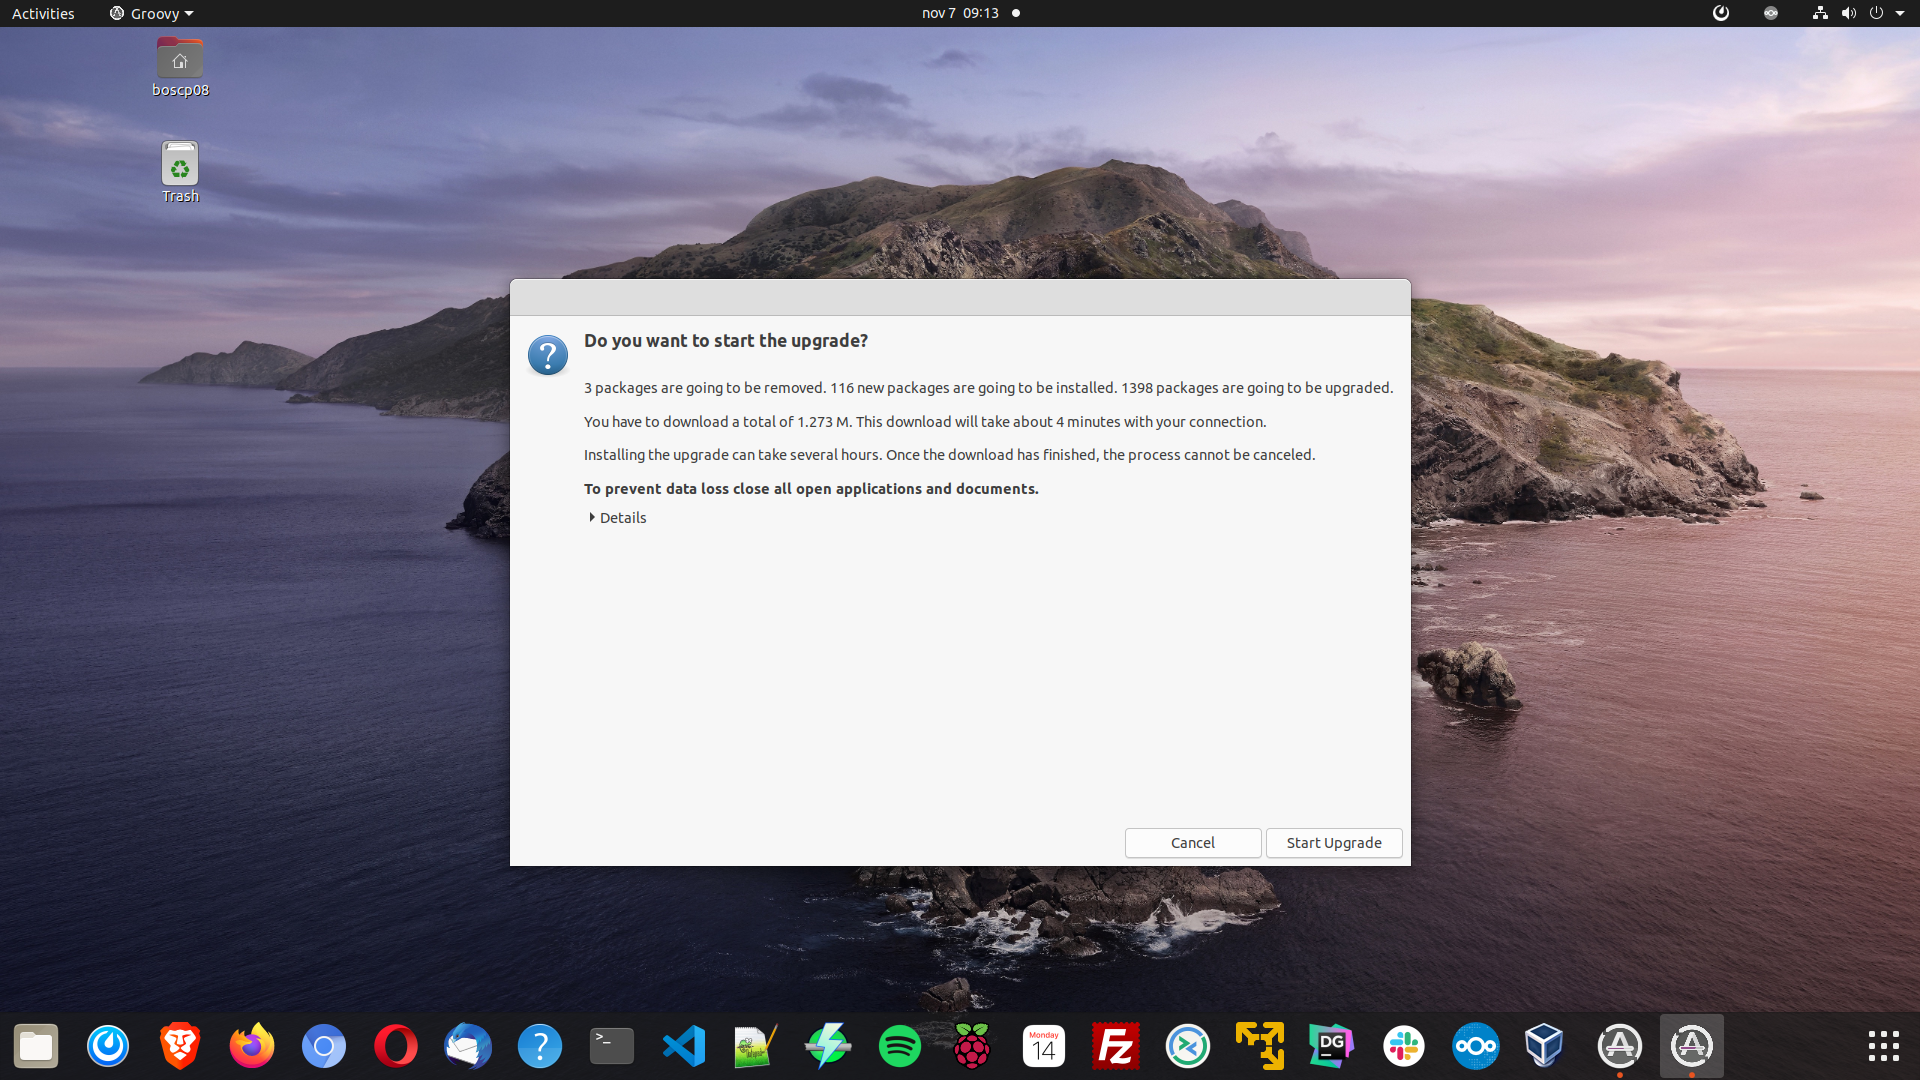 Activities
Groovy
nov 7 09:13
boscp08
Trash
Do you want to start the upgrade?
3 packages are going to be removed. 116 new packages are going to be installed. 1398 packages are going to be upgraded.
You have to download a total of 1.273 M. This download will take about 4 minutes with your connection.
Installing the upgrade can take several hours. Once the download has finished, the process cannot be canceled.
To prevent data loss close all open applications and documents.
Details
Cancel
Start Upgrade
?
>_
?
Monday
14
Fz
DG